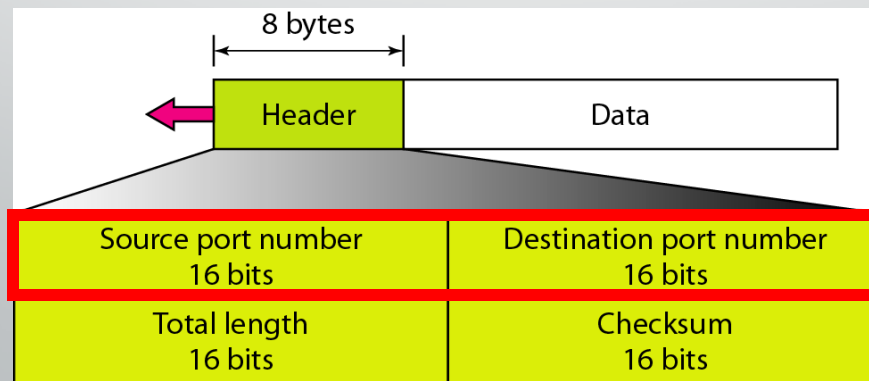 8 bytes
Header
Data
Source port number
16 bits
Destination port number
16 bits
Total length
16 bits
Checksum
16 bits